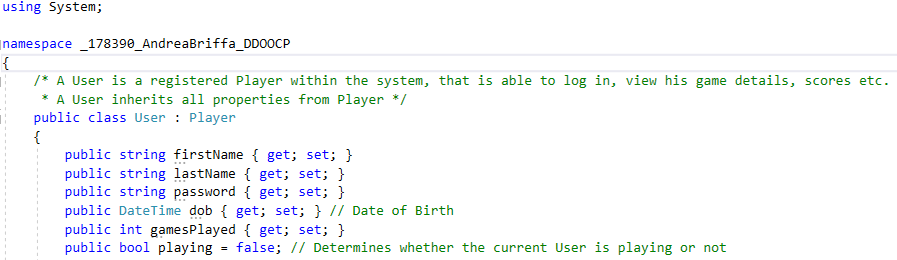 using System;
namespace _178390_AndreaBriffa_DDOOCP
{
/* A User is a registered Player within the system, that is able to log in, view his game details, scores etc.
* A User inherits all properties from Player */
public class User : Player
{
public string firstName { get; set; }
public string lastName { get; set; }
public string password { get; set; }
public DateTime dob { get; set; } // Date of Birth
public int gamesPlayed { get; set; }
public bool playing = false; // Determines whether the current User is playing or not